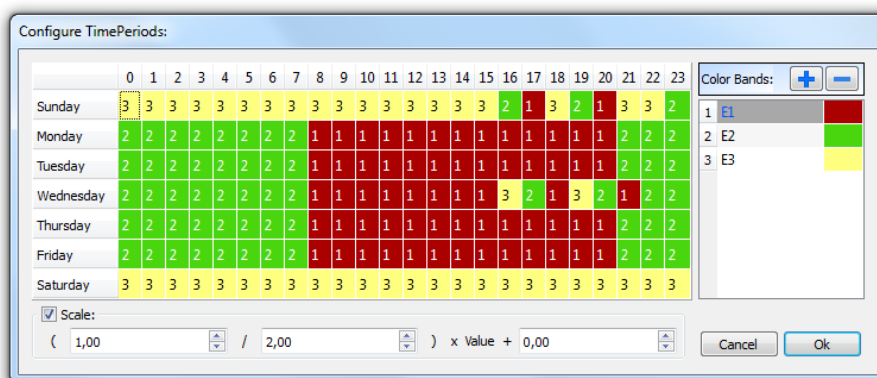 Configure TimePeriods:
0 1 2 3 4 5 6 7 8 9 10 11 12 13 14 15 16 17 18 19 20 21 22 23
Sunday 3 3 3 3 3 3 3 3 3 3 3 3 3 3 3 3 2 1 3 2 1 3 3 2
Monday 2 2 2 2 2 2 2 2 1 1 1 1 1 1 1 1 1 1 1 1 1 2 2 2
Tuesday 2 2 2 2 2 2 2 2 1 1 1 1 1 1 1 1 1 1 1 1 1 2 2 2
Wednesday 2 2 2 2 2 2 2 2 1 1 1 1 1 1 1 1 3 2 1 3 2 1 2 2
Thursday 2 2 2 2 2 2 2 2 1 1 1 1 1 1 1 1 1 1 1 1 1 2 2 2
Friday 2 2 2 2 2 2 2 2 1 1 1 1 1 1 1 1 1 1 1 1 1 2 2 2
Saturday 3 3 3 3 3 3 3 3 3 3 3 3 3 3 3 3 3 3 3 3 3 3 3 3
Color Bands:
1 E1
2 E2
3 E3
Scale:
( 1,00 / 2,00 ) x Value + 0,00
Cancel Ok